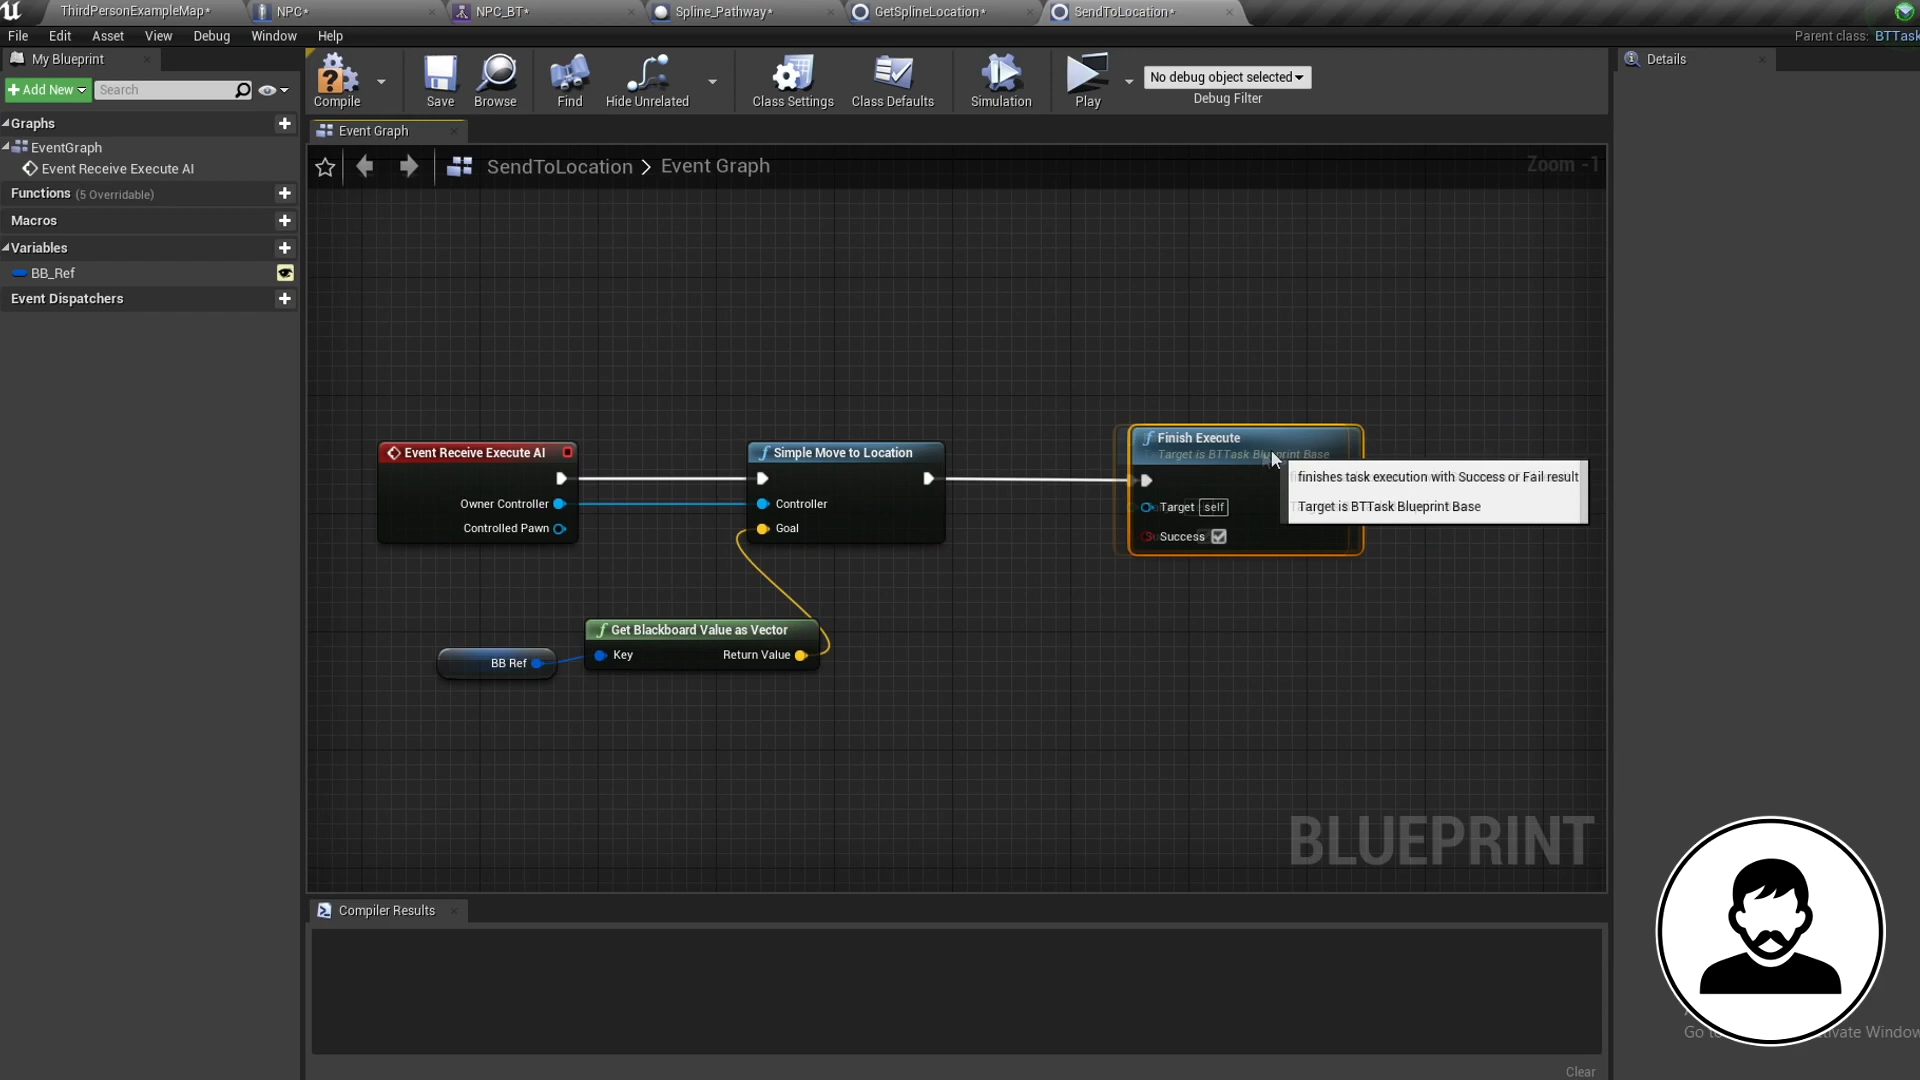 ThirdPersonExampleMap*
NPC*
NPC_BT*
Spline_Pathway*
GetSplineLocation*
SendToLocation*
File Edit Asset View Debug Window Help
Parent class: BTTask
My Blueprint
Add New
Search
Compile
Save
Browse
Find
Hide Unrelated
Class Settings
Class Defaults
Simulation
Play
No debug object selected
Debug Filter
Details
Graphs
EventGraph
Event Receive Execute AI
Functions (5 Overridable)
Macros
Variables
BB_Ref
Event Dispatchers
Event Graph
SendToLocation > Event Graph
Zoom -1
Event Receive Execute AI
Owner Controller
Controlled Pawn
Simple Move to Location
Controller
Goal
Finish Execute
Target is BTTask Blueprint Base
Target self
Success
finishes task execution with Success or Fail result
Target is BTTask Blueprint Base
BB Ref
Get Blackboard Value as Vector
Key
Return Value
BLUEPRINT
Compiler Results
Clear